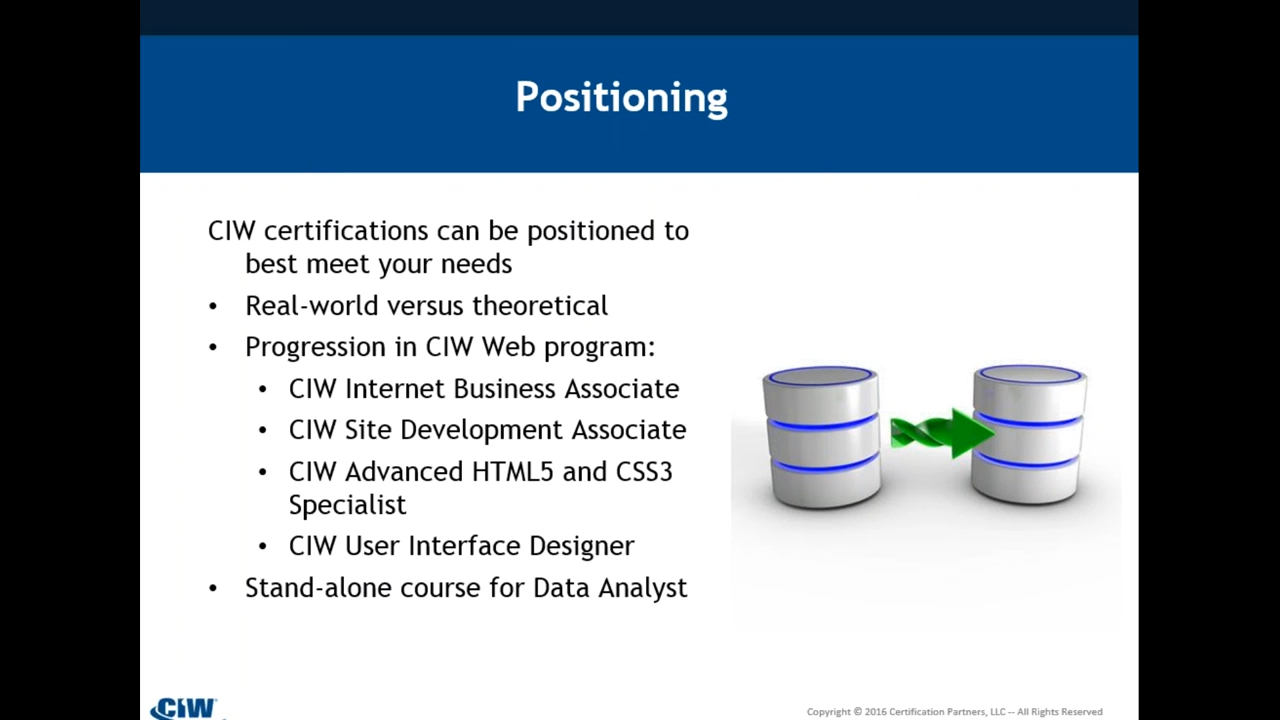 Positioning
CIW certifications can be positioned to
best meet your needs
• Real-world versus theoretical
• Progression in CIW Web program:
• CIW Internet Business Associate
• CIW Site Development Associate
• CIW Advanced HTML5 and CSS3
Specialist
• CIW User Interface Designer
• Stand-alone course for Data Analyst
CIW
Copyright © 2016 Certification Partners, LLC -- All Rights Reserved